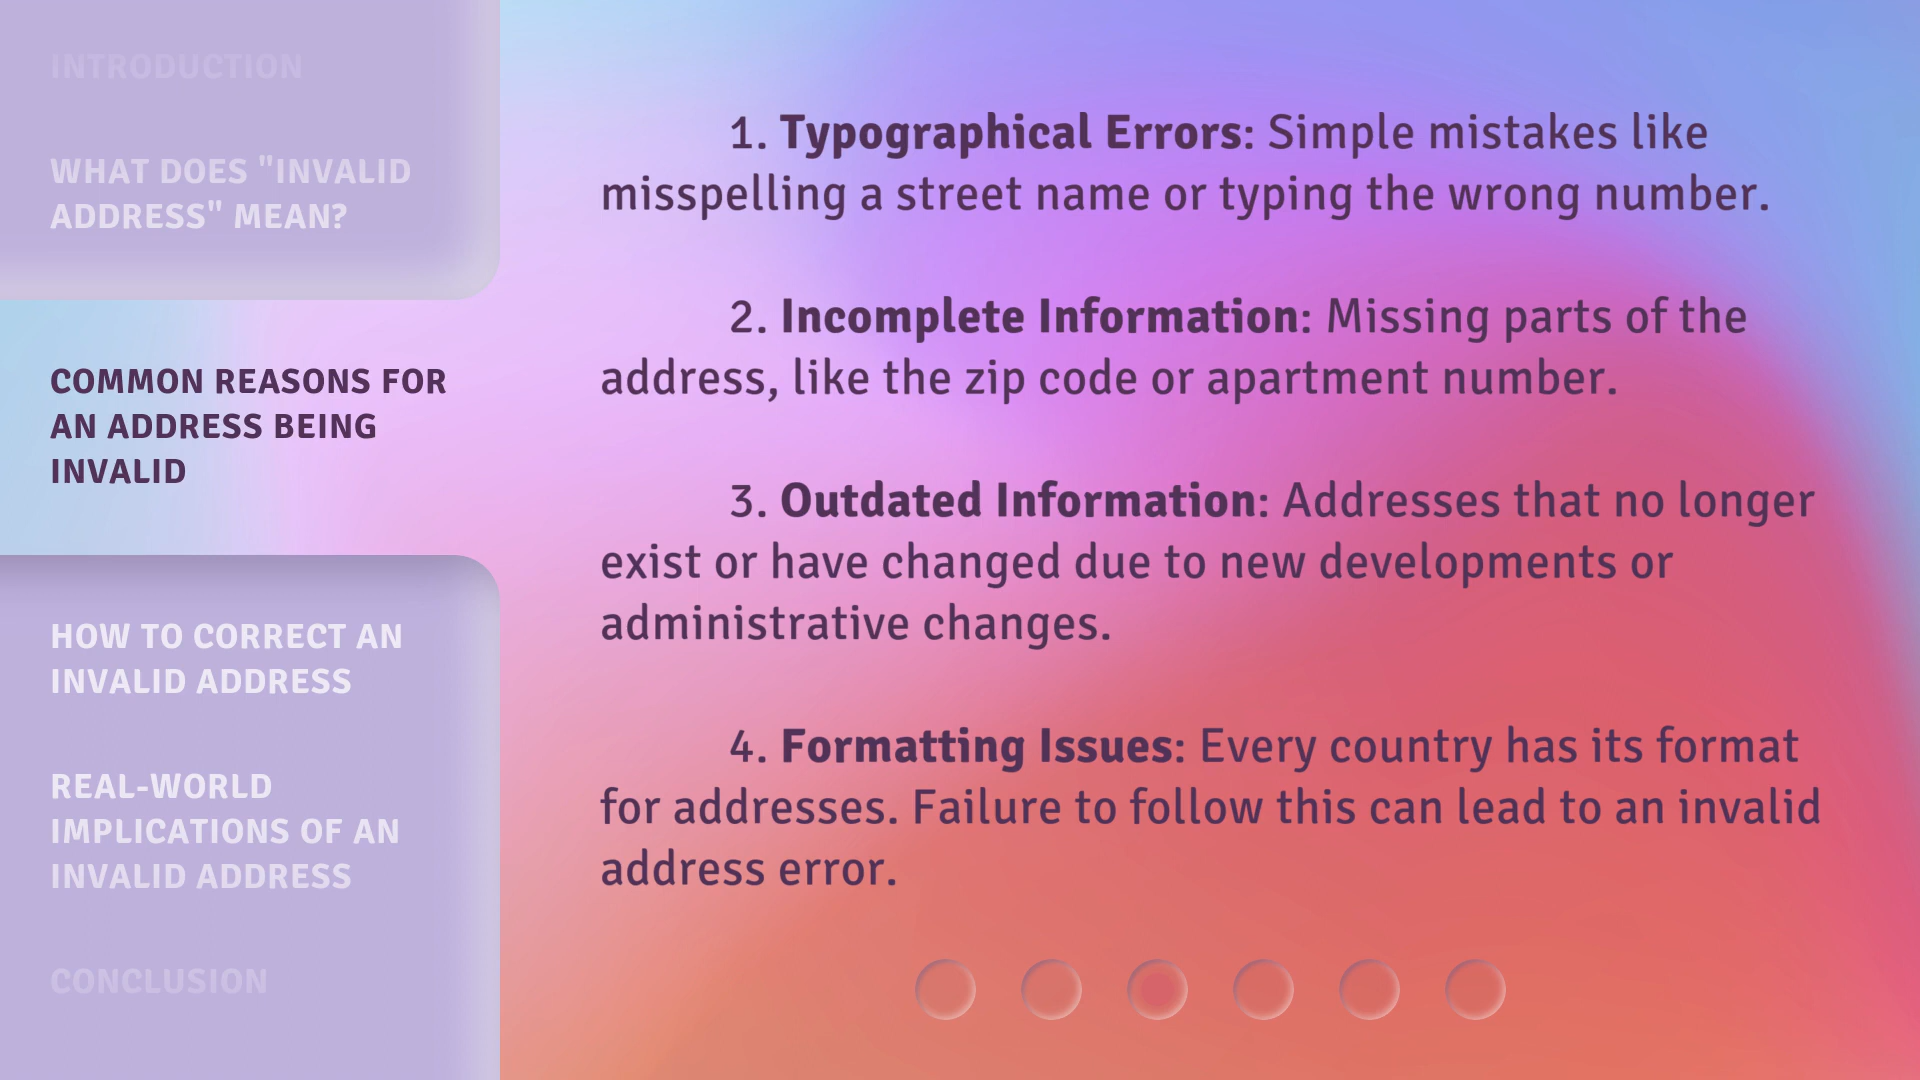 INTRODUCTION
WHAT DOES "INVALID
ADDRESS" MEAN?
COMMON REASONS FOR
AN ADDRESS BEING
INVALID
HOW TO CORRECT AN
INVALID ADDRESS
REAL-WORLD
IMPLICATIONS OF AN
INVALID ADDRESS
CONCLUSION
1. Typographical Errors: Simple mistakes like
misspelling a street name or typing the wrong number.
2. Incomplete Information: Missing parts of the
address, like the zip code or apartment number.
3. Outdated Information: Addresses that no longer
exist or have changed due to new developments or
administrative changes.
4. Formatting Issues: Every country has its format
for addresses. Failure to follow this can lead to an invalid
address error.